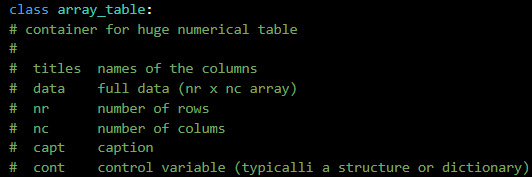 class array_table:
# container for huge numerical table
#
#  titles  names of the columns
#  data    full data (nr x nc array)
#  nr      number of rows
#  nc      number of colums
#  capt    caption
#  cont    control variable (typicalli a structure or dictionary)